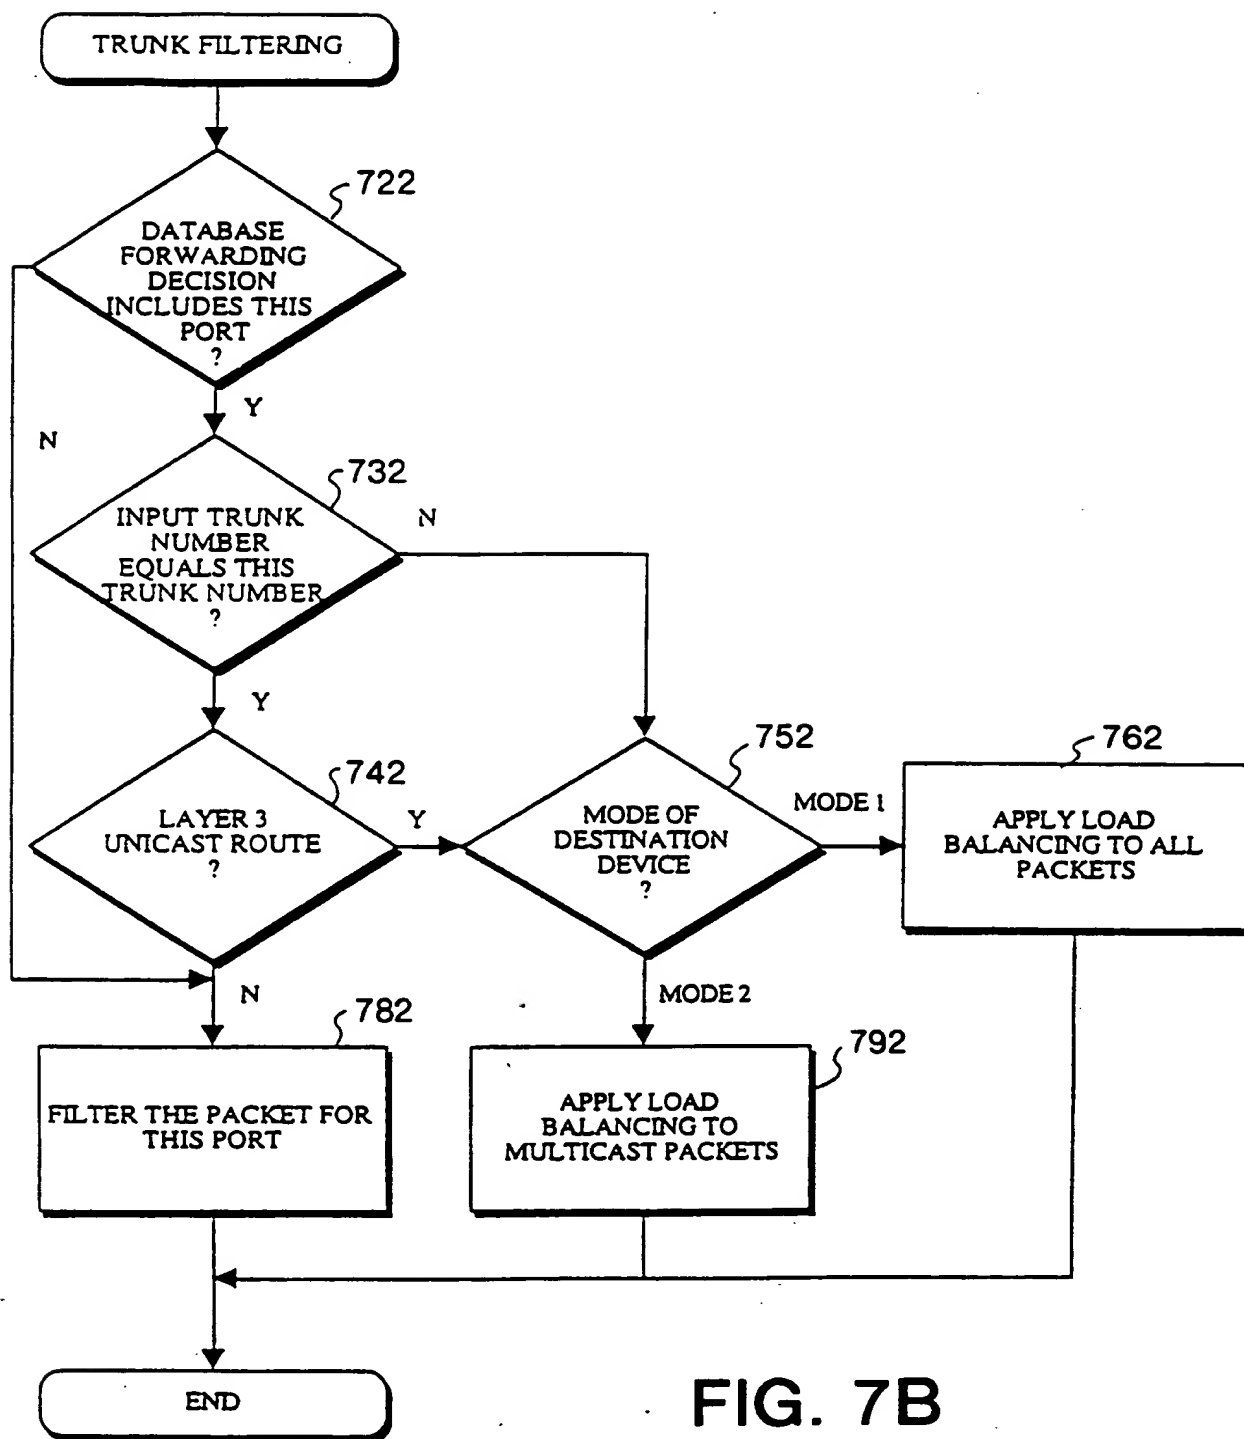 TRUNK FILTERING
722
DATABASE
FORWARDING
DECISION
INCLUDES THIS
PORT
?
Y
N
732
INPUT TRUNK
NUMBER
EQUALS THIS
TRUNK NUMBER
?
N
Y
742
LAYER 3
UNICAST ROUTE
?
Y
N
752
MODE OF
DESTINATION
DEVICE
?
MODE 1
MODE 2
762
APPLY LOAD
BALANCING TO ALL
PACKETS
782
FILTER THE PACKET FOR
THIS PORT
792
APPLY LOAD
BALANCING TO
MULTICAST PACKETS
END
FIG. 7B